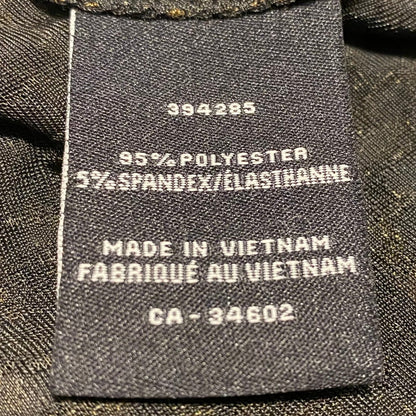 394285
95% POLYESTER
5% SPANDEX/ÉLASTHANNE
MADE IN VIETNAM
FABRIQUÉ AU VIETNAM
CA - 34602